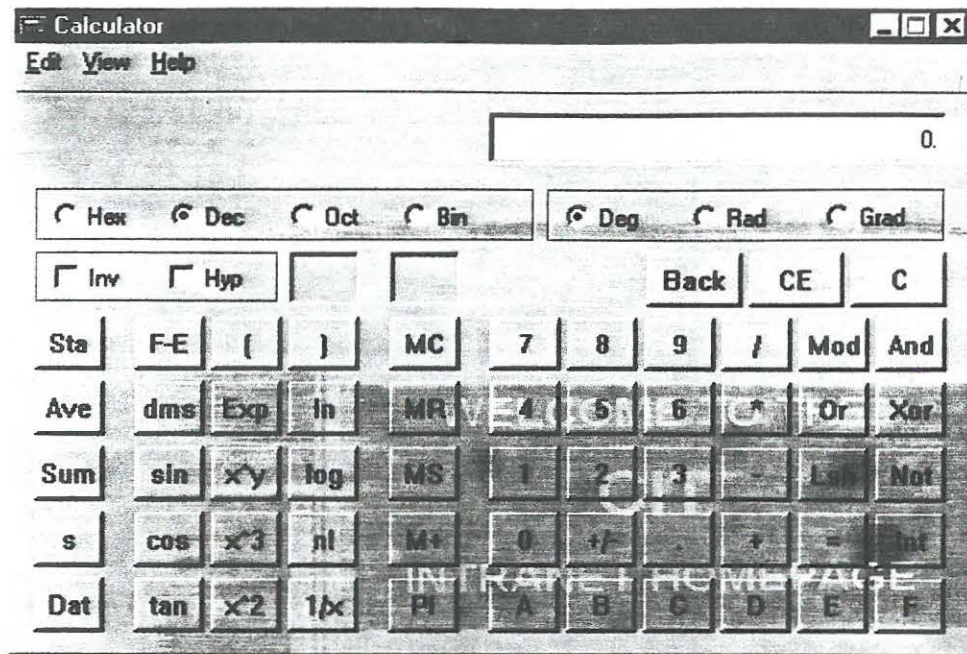 Calculator
Edit View Help
0.
Hex Dec Oct Bin Deg Rad Grad
Inv Hyp Back CE C
Sta F-E ( ) MC 7 8 9 / Mod And
Ave dms Exp ln MR 4 5 6 * Or Xor
Sum sin x^y log MS 1 2 3 - Lsh Not
s cos x^3 n! M+ 0 +/- . + = Int
Dat tan x^2 1/x PI A B C D E F
INTRANET HOMEPAGE